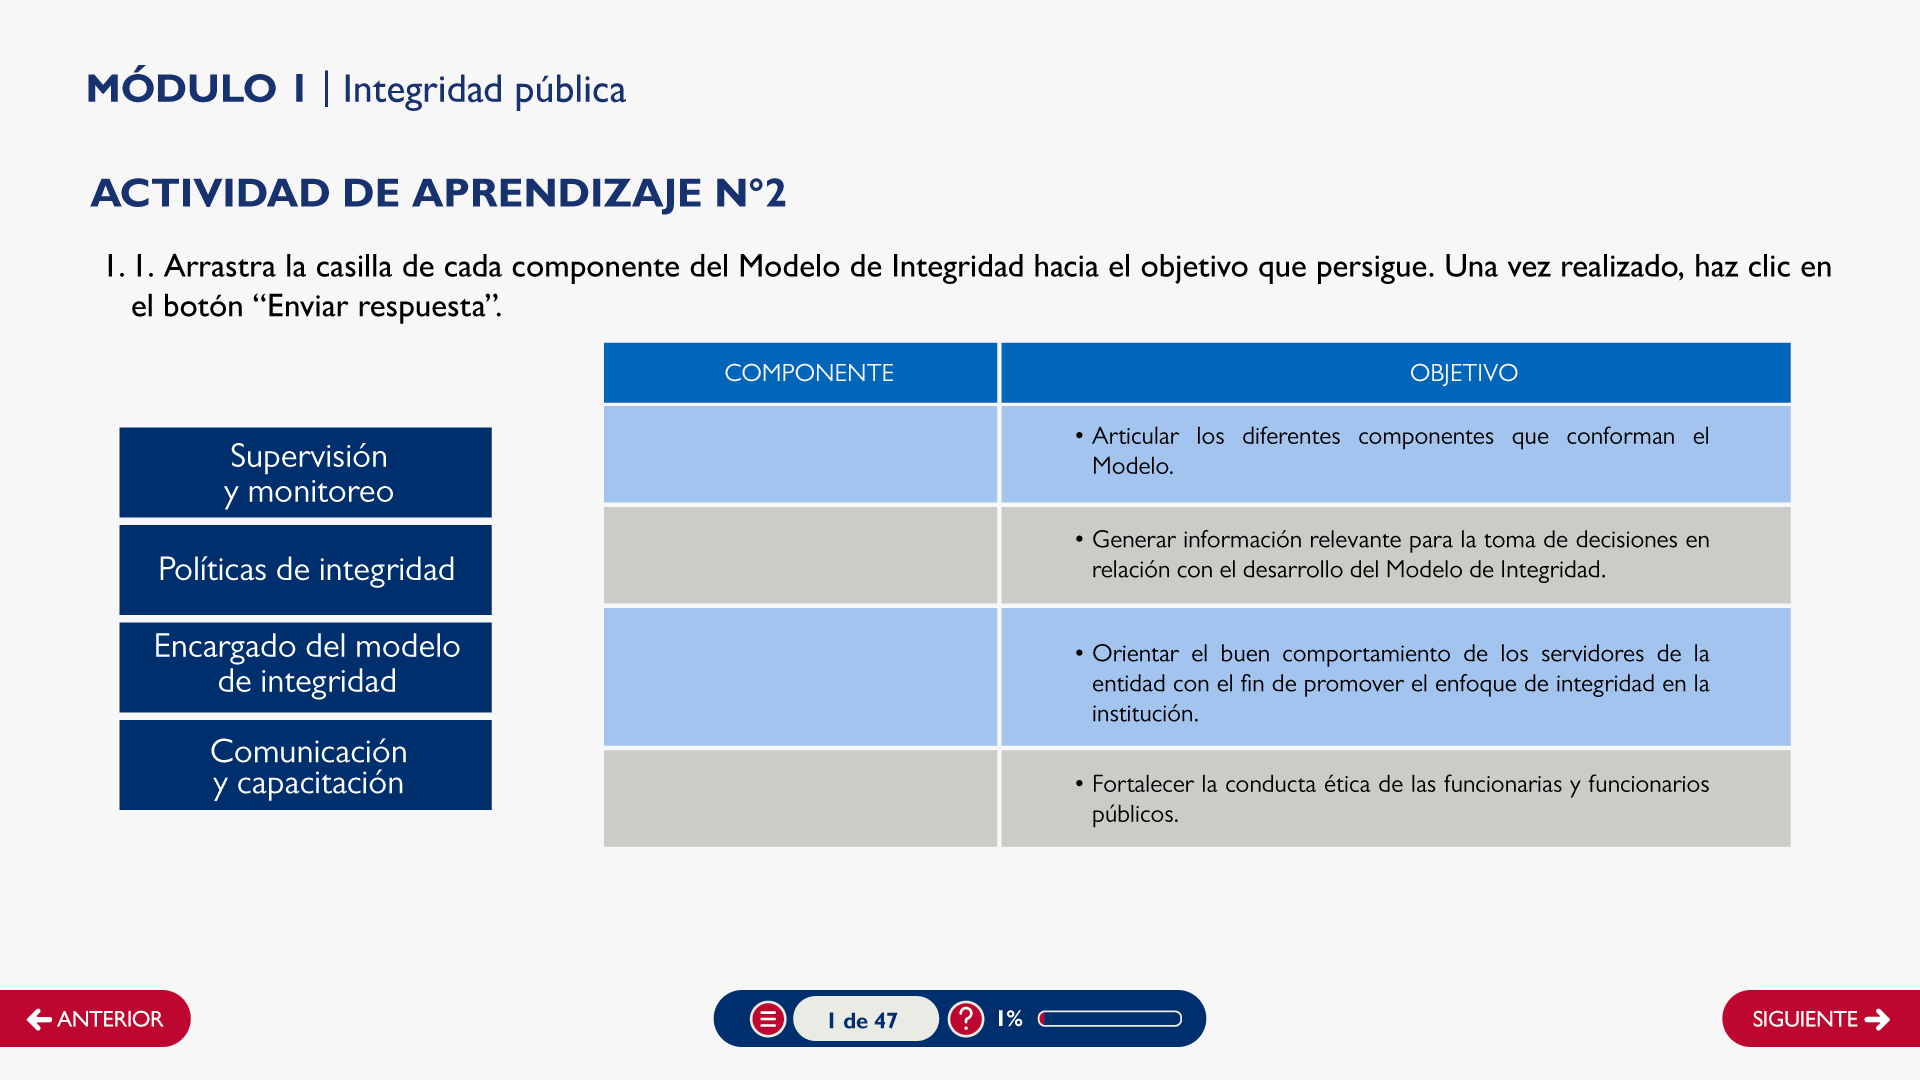 MÓDULO 1 | Integridad pública
ACTIVIDAD DE APRENDIZAJE N°2
1. 1. Arrastra la casilla de cada componente del Modelo de Integridad hacia el objetivo que persigue. Una vez realizado, haz clic en
el botón “Enviar respuesta”.
COMPONENTE
OBJETIVO
Supervisión
y monitoreo
Políticas de integridad
Encargado del modelo
de integridad
Comunicación
y capacitación
• Articular los diferentes componentes que conforman el
Modelo.
• Generar información relevante para la toma de decisiones en
relación con el desarrollo del Modelo de Integridad.
• Orientar el buen comportamiento de los servidores de la
entidad con el fin de promover el enfoque de integridad en la
institución.
• Fortalecer la conducta ética de las funcionarias y funcionarios
públicos.
ANTERIOR
1 de 47
?
1%
SIGUIENTE